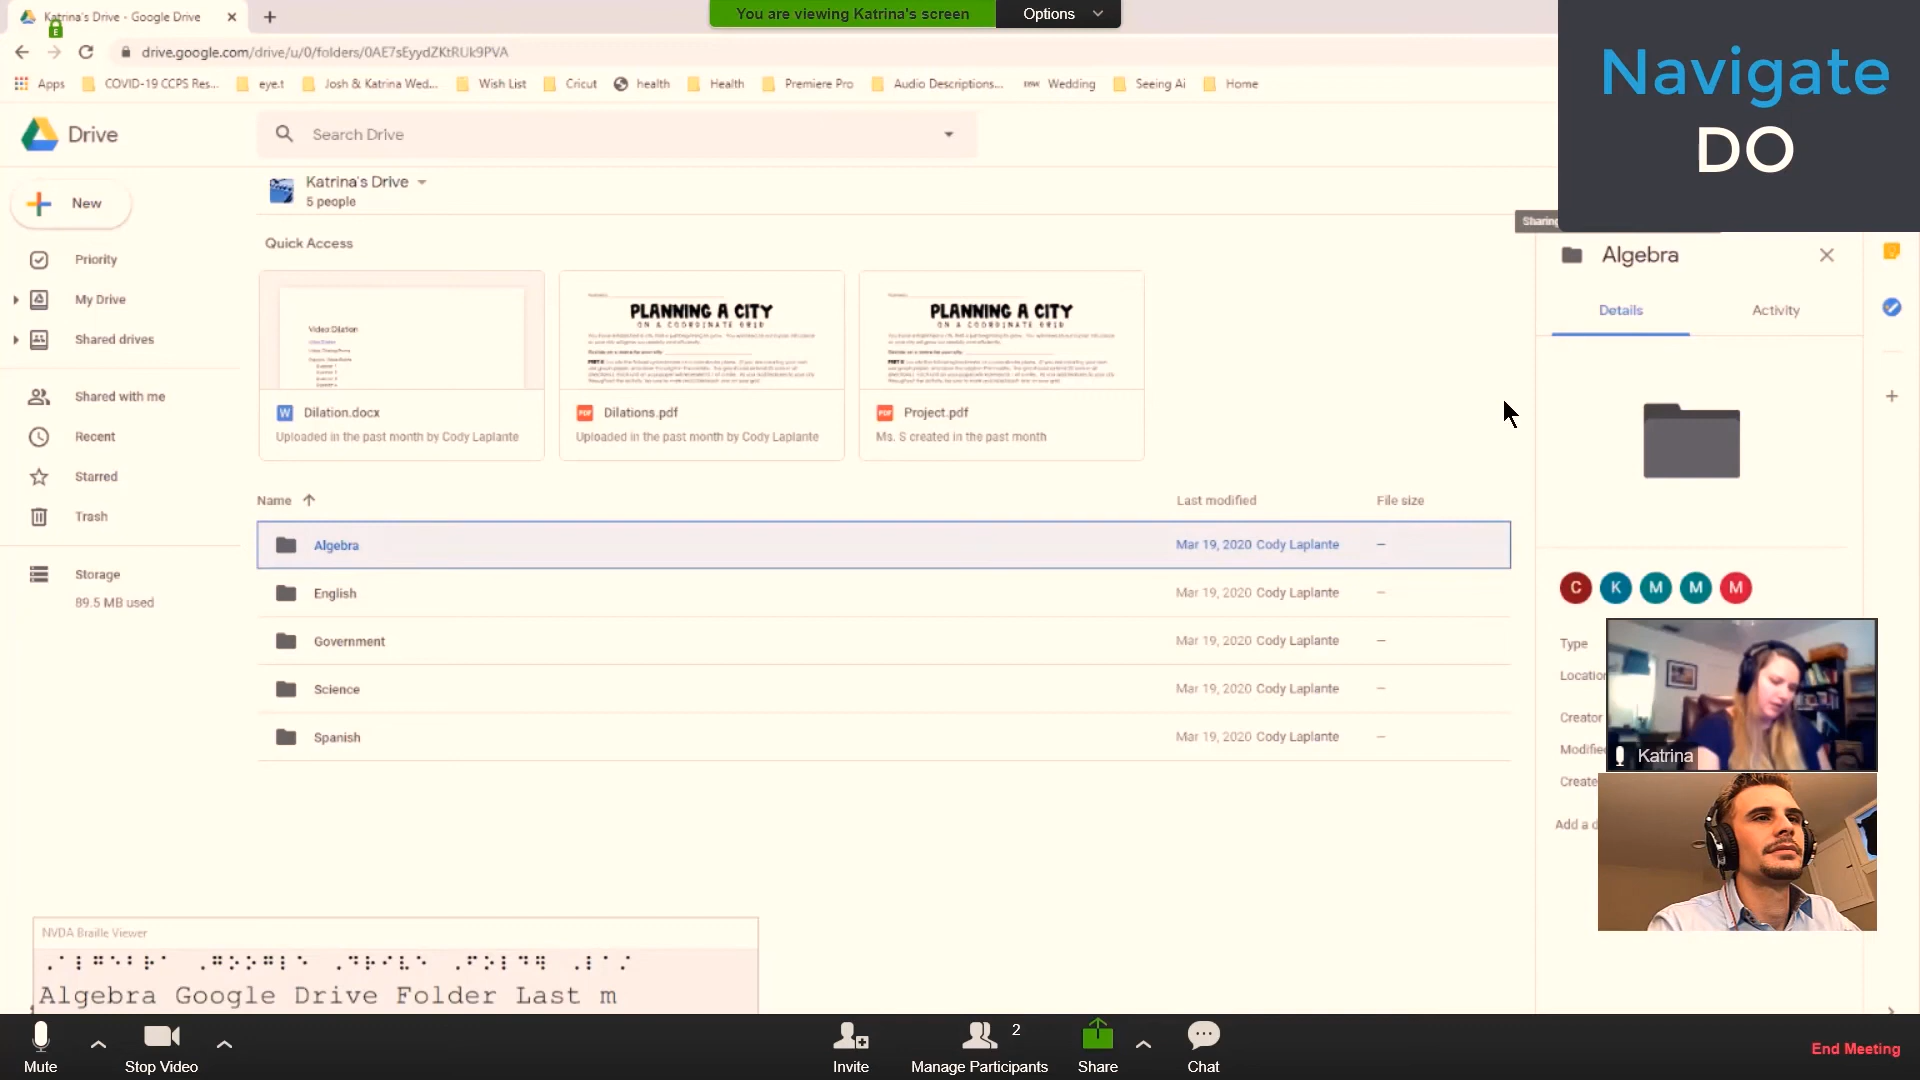 Katrina's Drive - Google Drive
You are viewing Katrina's screen
Options
drive.google.com/drive/u/0/folders/0AE7sEyydZKtRUk9PVA
Apps
COVID-19 CCPS Res...
eye.t
Josh & Katrina Wed...
Wish List
Cricut
health
Health
Premiere Pro
Audio Descriptions...
Wedding
Seeing Ai
Home
Navigate
DO
Drive
Search Drive
Katrina's Drive
5 people
New
Sharing
Quick Access
Algebra
Details
Activity
Priority
My Drive
Shared drives
Shared with me
Recent
Starred
Trash
Storage
89.5 MB used
Video:Dilation
Dilation.docx
Uploaded in the past month by Cody Laplante
PLANNING A CITY
ON A COORDINATE GRID
Dilations.pdf
Uploaded in the past month by Cody Laplante
PLANNING A CITY
ON A COORDINATE GRID
Project.pdf
Ms. S created in the past month
Name
Last modified
File size
Algebra
Mar 19, 2020 Cody Laplante
–
English
Mar 19, 2020 Cody Laplante
–
Government
Mar 19, 2020 Cody Laplante
–
Science
Mar 19, 2020 Cody Laplante
–
Spanish
Mar 19, 2020 Cody Laplante
–
C K M M M
Type
Location
Creator
Modified
Create
Add a d
Katrina
NVDA Braille Viewer
Algebra Google Drive Folder Last m
Mute
Stop Video
Invite
Manage Participants
2
Share
Chat
End Meeting